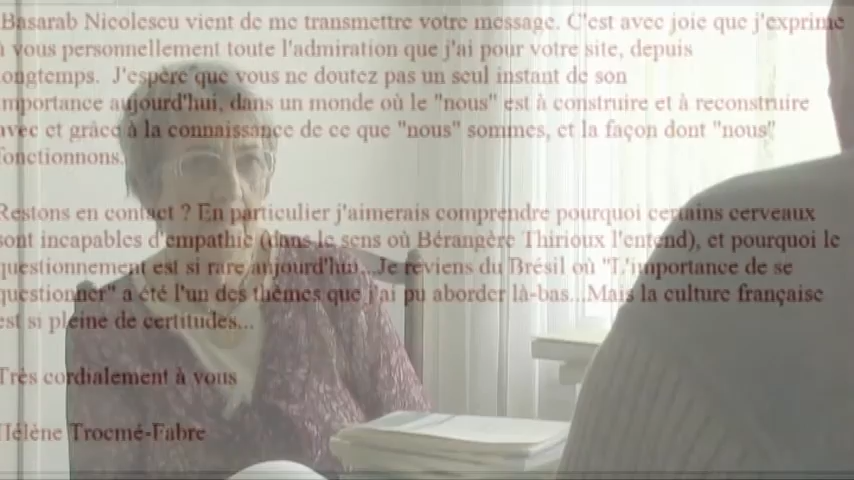 Basarab Nicolescu vient de me transmettre votre message. C'est avec joie que j'exprime
à vous personnellement toute l'admiration que j'ai pour votre site, depuis
longtemps. J'espère que vous ne doutez pas un seul instant de son
importance aujourd'hui, dans un monde où le "nous" est à construire et à reconstruire
avec et grâce à la connaissance de ce que "nous" sommes, et la façon dont "nous"
fonctionnons.
Restons en contact ? En particulier j'aimerais comprendre pourquoi certains cerveaux
sont incapables d'empathie (dans le sens où Bérangère Thirioux l'entend), et pourquoi le
questionnement est si rare aujourd'hui...Je reviens du Brésil où "L'importance de se
questionner" a été l'un des thèmes que j'ai pu aborder là-bas...Mais la culture française
est si pleine de certitudes...
Très cordialement à vous
Hélène Trocmé-Fabre